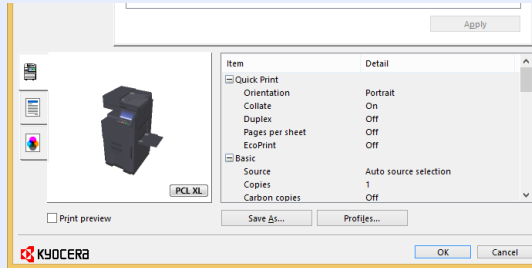 Apply
Item Detail
Quick Print
Orientation Portrait
Collate On
Duplex Off
Pages per sheet Off
EcoPrint Off
Basic
Source Auto source selection
Copies 1
Carbon copies Off
PCL XL
Print preview Save As... Profiles...
KYOCERA OK Cancel